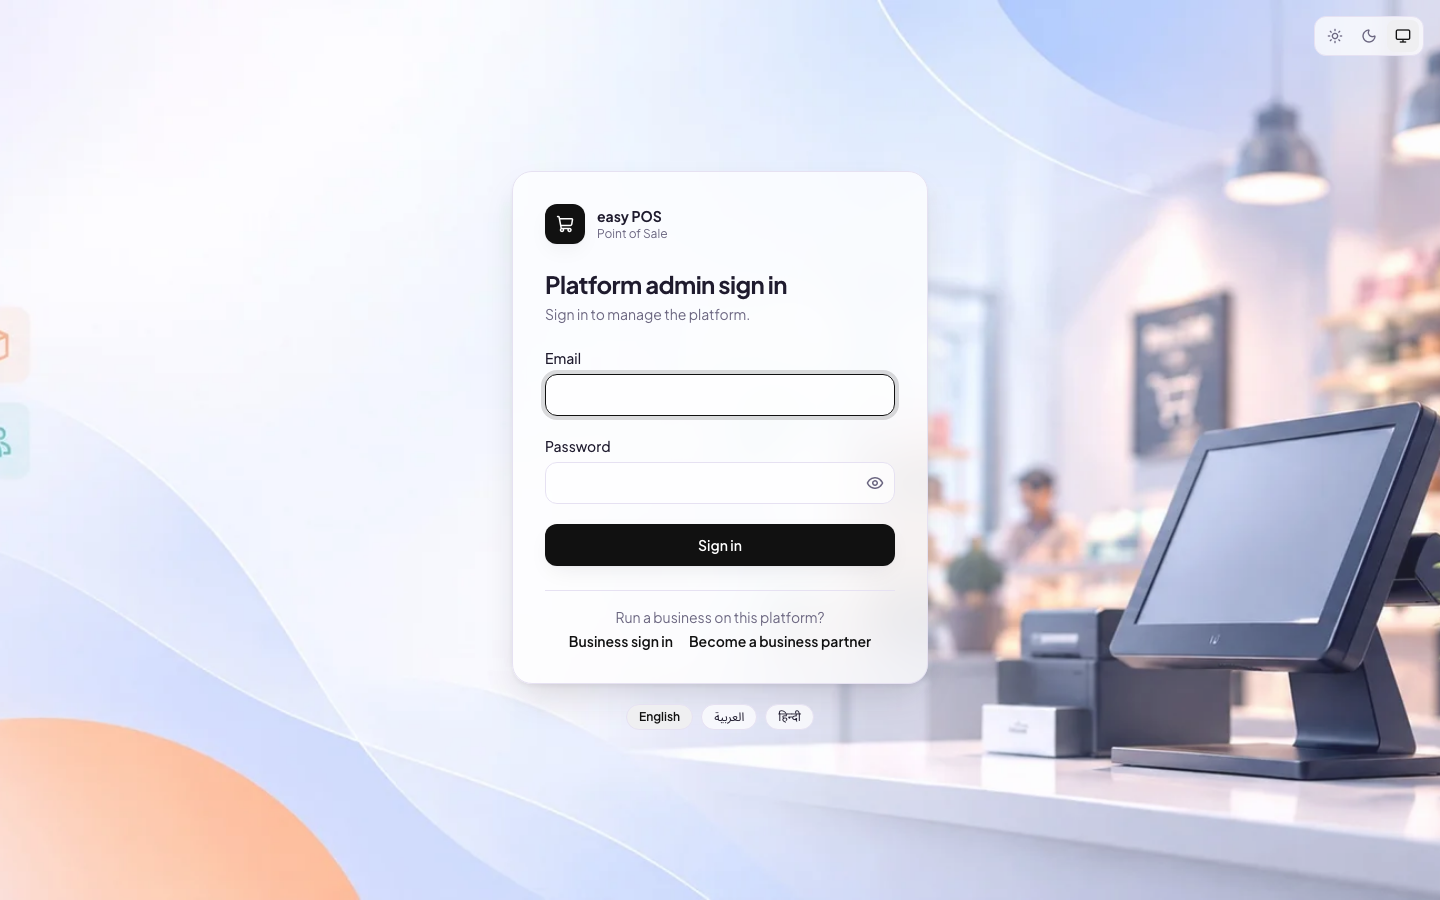 easy POS
Point of Sale
Platform admin sign in
Sign in to manage the platform.
Email
Password
Sign in
Run a business on this platform?
Business sign in Become a business partner
English العربية हिन्दी